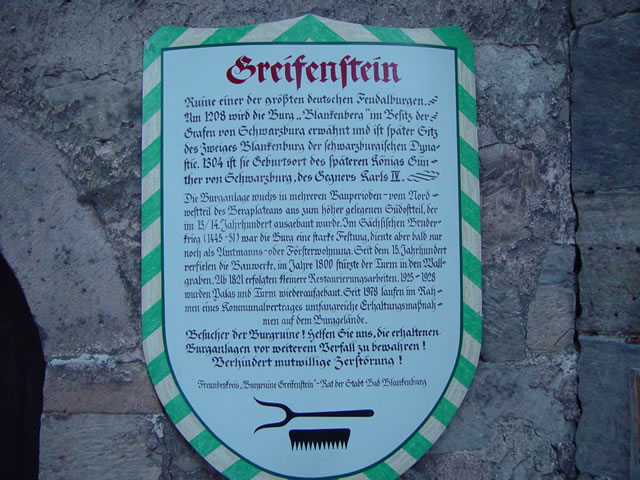 Greifenstein
Ruine einer der größten deutschen Feudalburgen.
Um 1208 wird die Burg „Blankenberg" im Besitz der
Grafen von Schwarzburg erwähnt und ist später Sitz
des Zweiges Blankenburg der schwarzburgischen Dyna-
stie. 1304 ist sie Geburtsort des späteren Königs Gün-
ther von Schwarzburg, des Gegners Karls IV.
Die Burganlage wuchs in mehreren Bauperioden - vom Nord-
westteil des Bergplateaus aus zum höher gelegenen Südostteil, der
im 13/14. Jahrhundert ausgebaut wurde. Im Sächsischen Bruder-
krieg (1445-51) war die Burg eine starke Festung, diente aber bald nur
noch als Amtmanns- oder Försterwohnung. Seit dem 15. Jahrhundert
verfielen die Bauwerke, im Jahre 1800 stürzte der Turm in den Wall-
graben. Ab 1821 erfolgten kleinere Restaurierungsarbeiten. 1925-1928
wurden Palas und Turm wiederaufgebaut. Seit 1978 laufen im Rah-
men eines Kommunalvertrages umfangreiche Erhaltungsmaßnah-
men auf dem Burggelände.
Besucher der Burgruine! Helfen Sie uns, die erhaltenen
Burganlagen vor weiterem Verfall zu bewahren!
Verhindert mutwillige Zerstörung!
Freundeskreis „Burgruine Greifenstein" - Rat der Stadt Bad Blankenburg